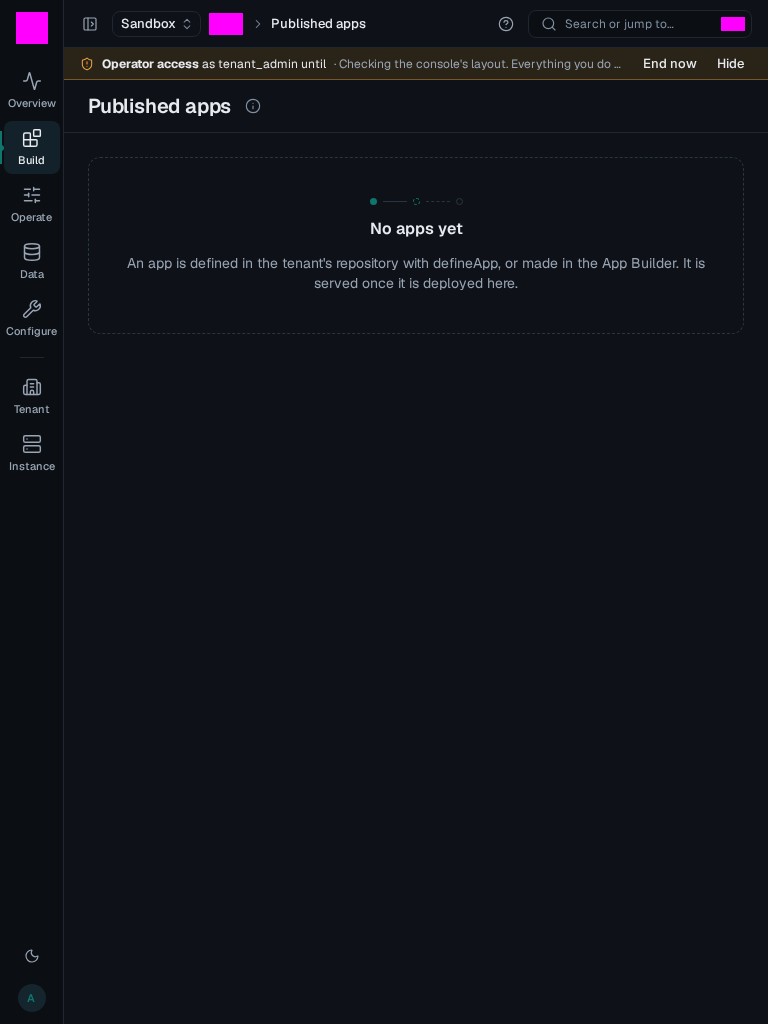 Sandbox
Published apps
Search or jump to…
Operator access as tenant_admin until · Checking the console's layout. Everything you do …
End now
Hide
Overview
Build
Operate
Data
Configure
Tenant
Instance
A
Published apps
No apps yet
An app is defined in the tenant's repository with defineApp, or made in the App Builder. It is
served once it is deployed here.